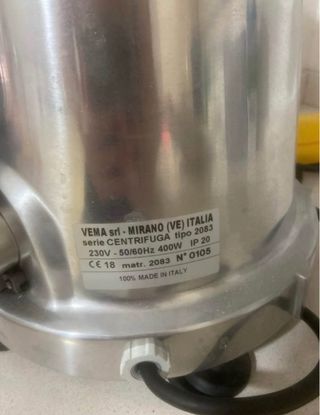 VEMA srl - MIRANO (VE) ITALIA
serie CENTRIFUGA tipo 2083
230V - 50/60Hz 400W IP 20
CE 18 matr. 2083 N° 0105
100% MADE IN ITALY